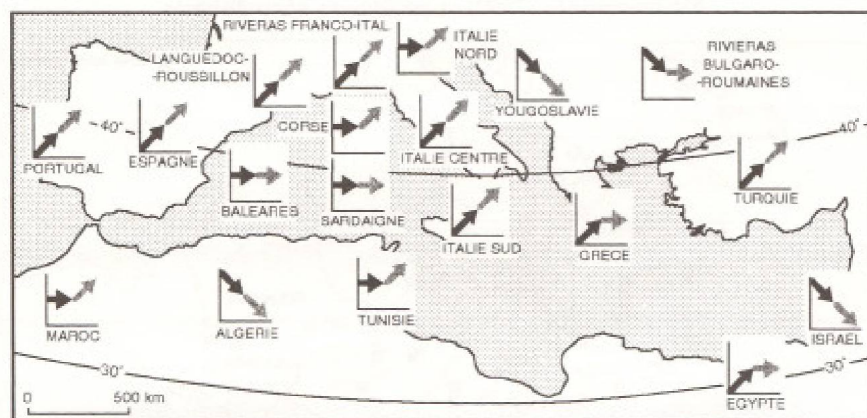 RIVERAS FRANCO-ITAL
ITALIE
NORD
LANGUEDOC-
-ROUSSILLON
RIVIERAS
BULGARO-
-ROUMAINES
YOUGOSLAVIE
40°
CORSE
ITALIE CENTRE
40°
PORTUGAL
ESPAGNE
BALEARES
SARDAIGNE
TURQUIE
ITALIE SUD
GRECE
MAROC
ALGERIE
TUNISIE
ISRAEL
30°
30°
0 500 km
EGYPTE